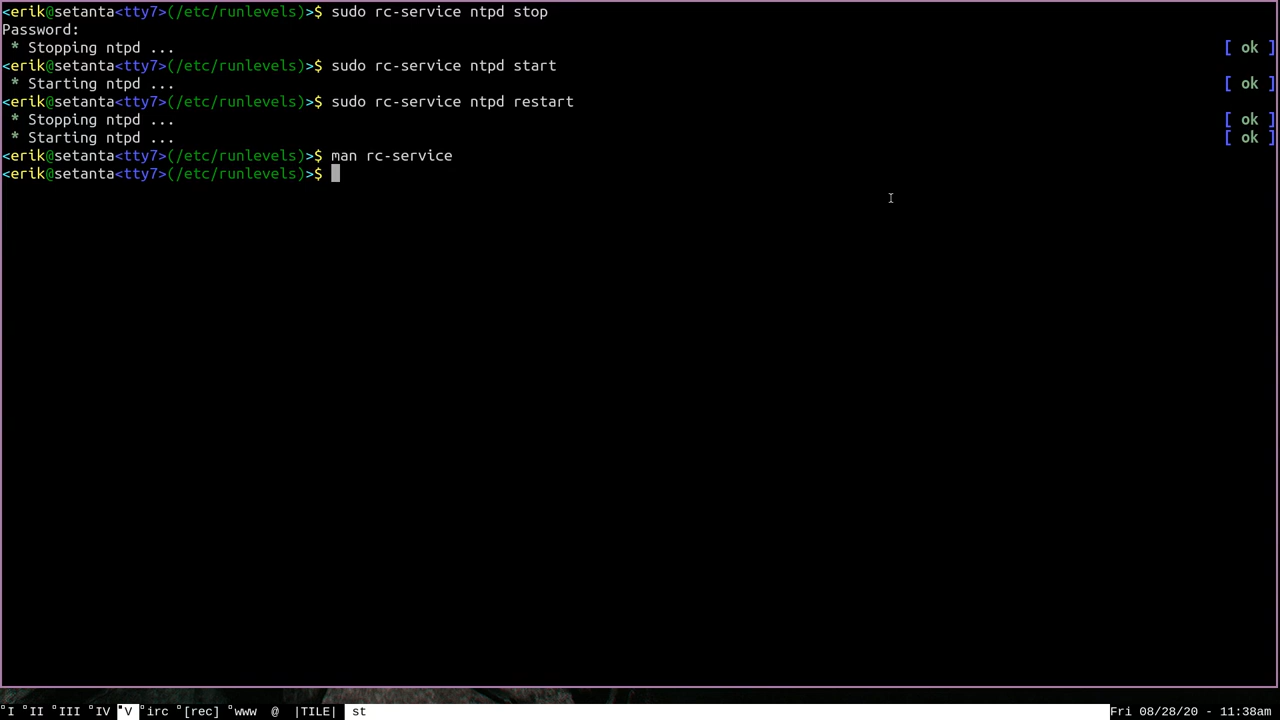 <erik@setanta<tty7>(/etc/runlevels)>$ sudo rc-service ntpd stop
Password:
 * Stopping ntpd ... [ ok ]
<erik@setanta<tty7>(/etc/runlevels)>$ sudo rc-service ntpd start
 * Starting ntpd ... [ ok ]
<erik@setanta<tty7>(/etc/runlevels)>$ sudo rc-service ntpd restart
 * Stopping ntpd ... [ ok ]
 * Starting ntpd ... [ ok ]
<erik@setanta<tty7>(/etc/runlevels)>$ man rc-service
<erik@setanta<tty7>(/etc/runlevels)>$
I II III IV V irc [rec] www @ |TILE| st Fri 08/28/20 - 11:38am